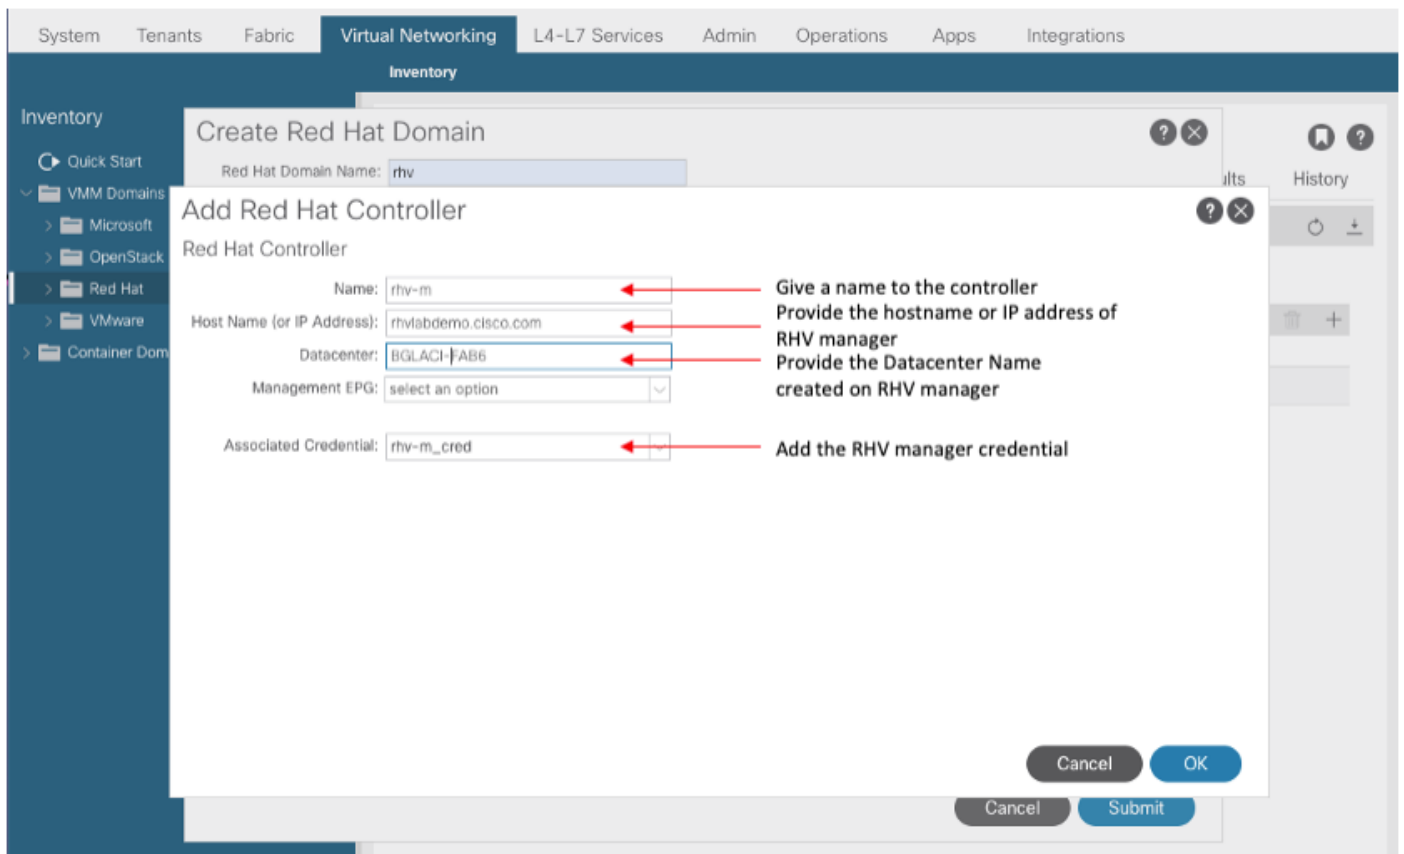 System Tenants Fabric Virtual Networking L4-L7 Services Admin Operations Apps Integrations
Inventory
Inventory
Quick Start
VMM Domains
Microsoft
OpenStack
Red Hat
VMware
Container Dom
Create Red Hat Domain
Red Hat Domain Name: rhv
ults History
Add Red Hat Controller
Red Hat Controller
Name: rhv-m
Give a name to the controller
Host Name (or IP Address): rhvlabdemo.cisco.com
Provide the hostname or IP address of
RHV manager
Datacenter: BGLACI-FAB6
Provide the Datacenter Name
created on RHV manager
Management EPG: select an option
Associated Credential: rhv-m_cred
Add the RHV manager credential
Cancel OK
Cancel Submit